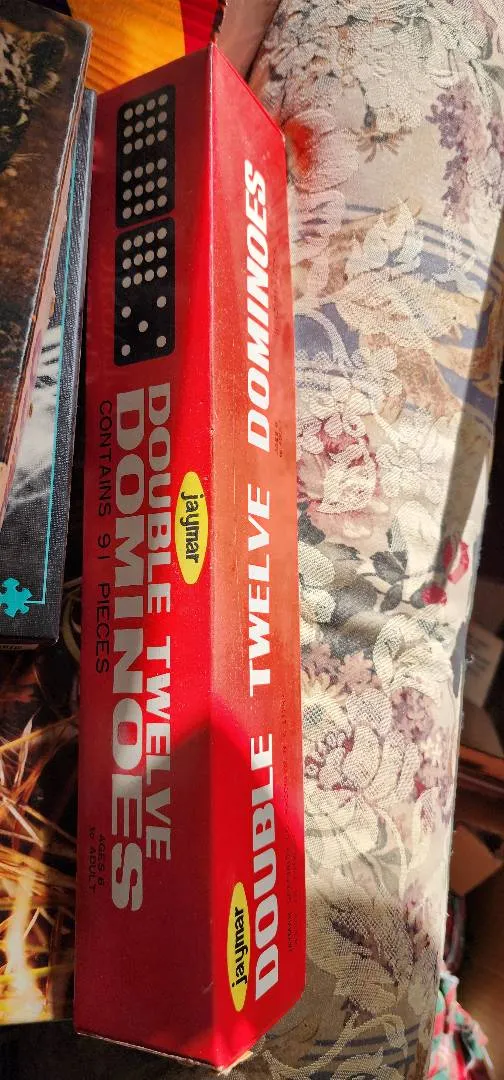 jaymar
DOUBLE TWELVE
DOMINOES
CONTAINS 91 PIECES
AGES 6
to ADULT
jaymar
DOUBLE TWELVE DOMINOES